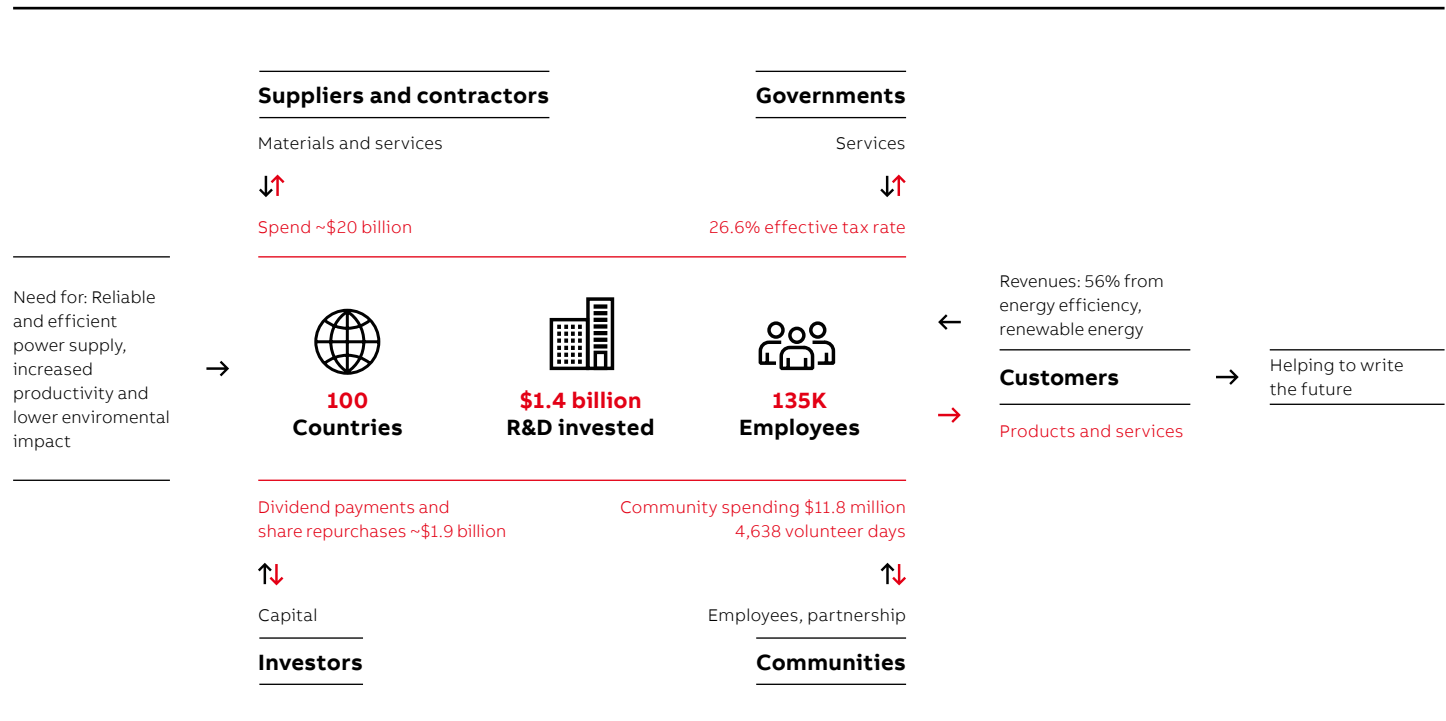 Suppliers and contractors
Governments
Materials and services
Services
Spend ~$20 billion
26.6% effective tax rate
Need for: Reliable
and efficient
power supply,
increased
productivity and
lower enviromental
impact
100
Countries
$1.4 billion
R&D invested
135K
Employees
Revenues: 56% from
energy efficiency,
renewable energy
Customers
Products and services
Helping to write
the future
Dividend payments and
share repurchases ~$1.9 billion
Community spending $11.8 million
4,638 volunteer days
Capital
Employees, partnership
Investors
Communities